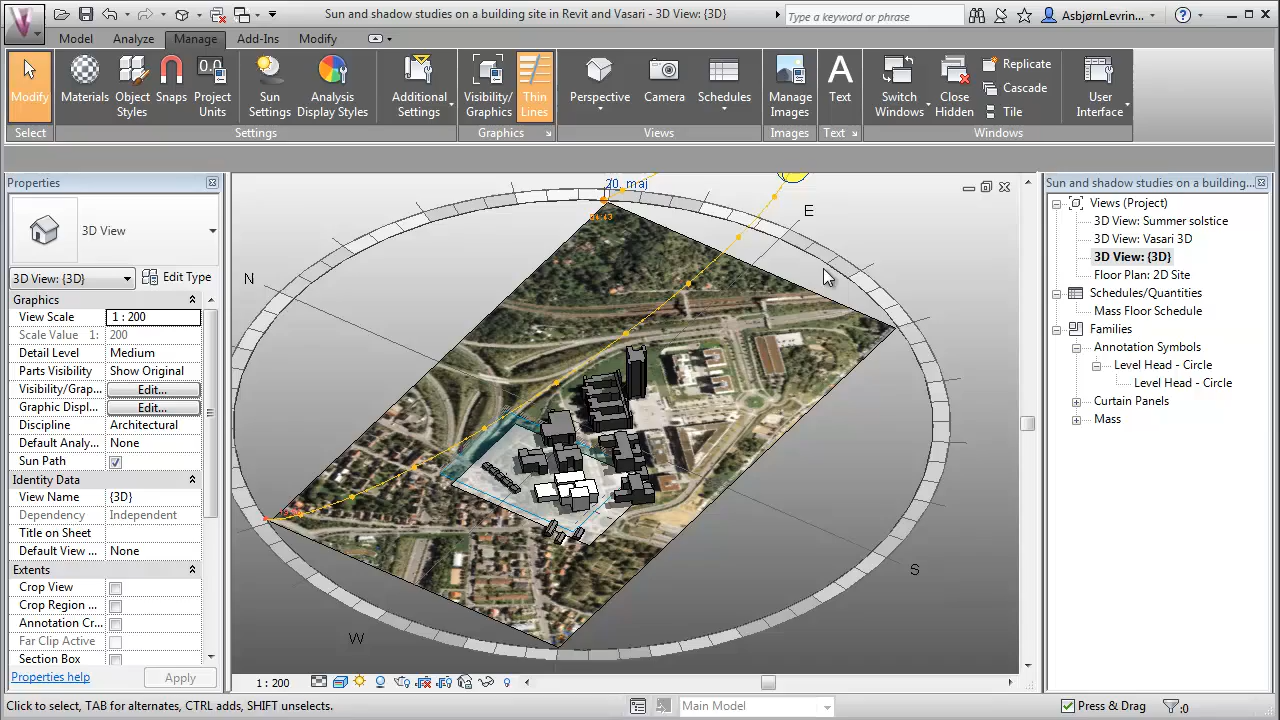 Sun and shadow studies on a building site in Revit and Vasari - 3D View: {3D}
Type a keyword or phrase
AsbjørnLevrin...
Model
Analyze
Manage
Add-Ins
Modify
Modify
Materials
Object
Styles
Snaps
Project
Units
Sun
Settings
Analysis
Display Styles
Additional
Settings
Visibility/
Graphics
Thin
Lines
Perspective
Camera
Schedules
Manage
Images
Text
Switch
Windows
Close
Hidden
Replicate
Cascade
Tile
User
Interface
Select
Settings
Graphics
Views
Images
Text
Windows
Properties
3D View
3D View: {3D}
Edit Type
Graphics
View Scale
1 : 200
Scale Value 1:
200
Detail Level
Medium
Parts Visibility
Show Original
Visibility/Grap...
Edit...
Graphic Displ...
Edit...
Discipline
Architectural
Default Analy...
None
Sun Path
Identity Data
View Name
{3D}
Dependency
Independent
Title on Sheet
Default View ...
None
Extents
Crop View
Crop Region ...
Annotation Cr...
Far Clip Active
Section Box
Properties help
Apply
20. maj
04:43
N
E
S
W
1 : 200
Sun and shadow studies on a building...
Views (Project)
3D View: Summer solstice
3D View: Vasari 3D
3D View: {3D}
Floor Plan: 2D Site
Schedules/Quantities
Mass Floor Schedule
Families
Annotation Symbols
Level Head - Circle
Level Head - Circle
Curtain Panels
Mass
Click to select, TAB for alternates, CTRL adds, SHIFT unselects.
Main Model
Press & Drag
:0